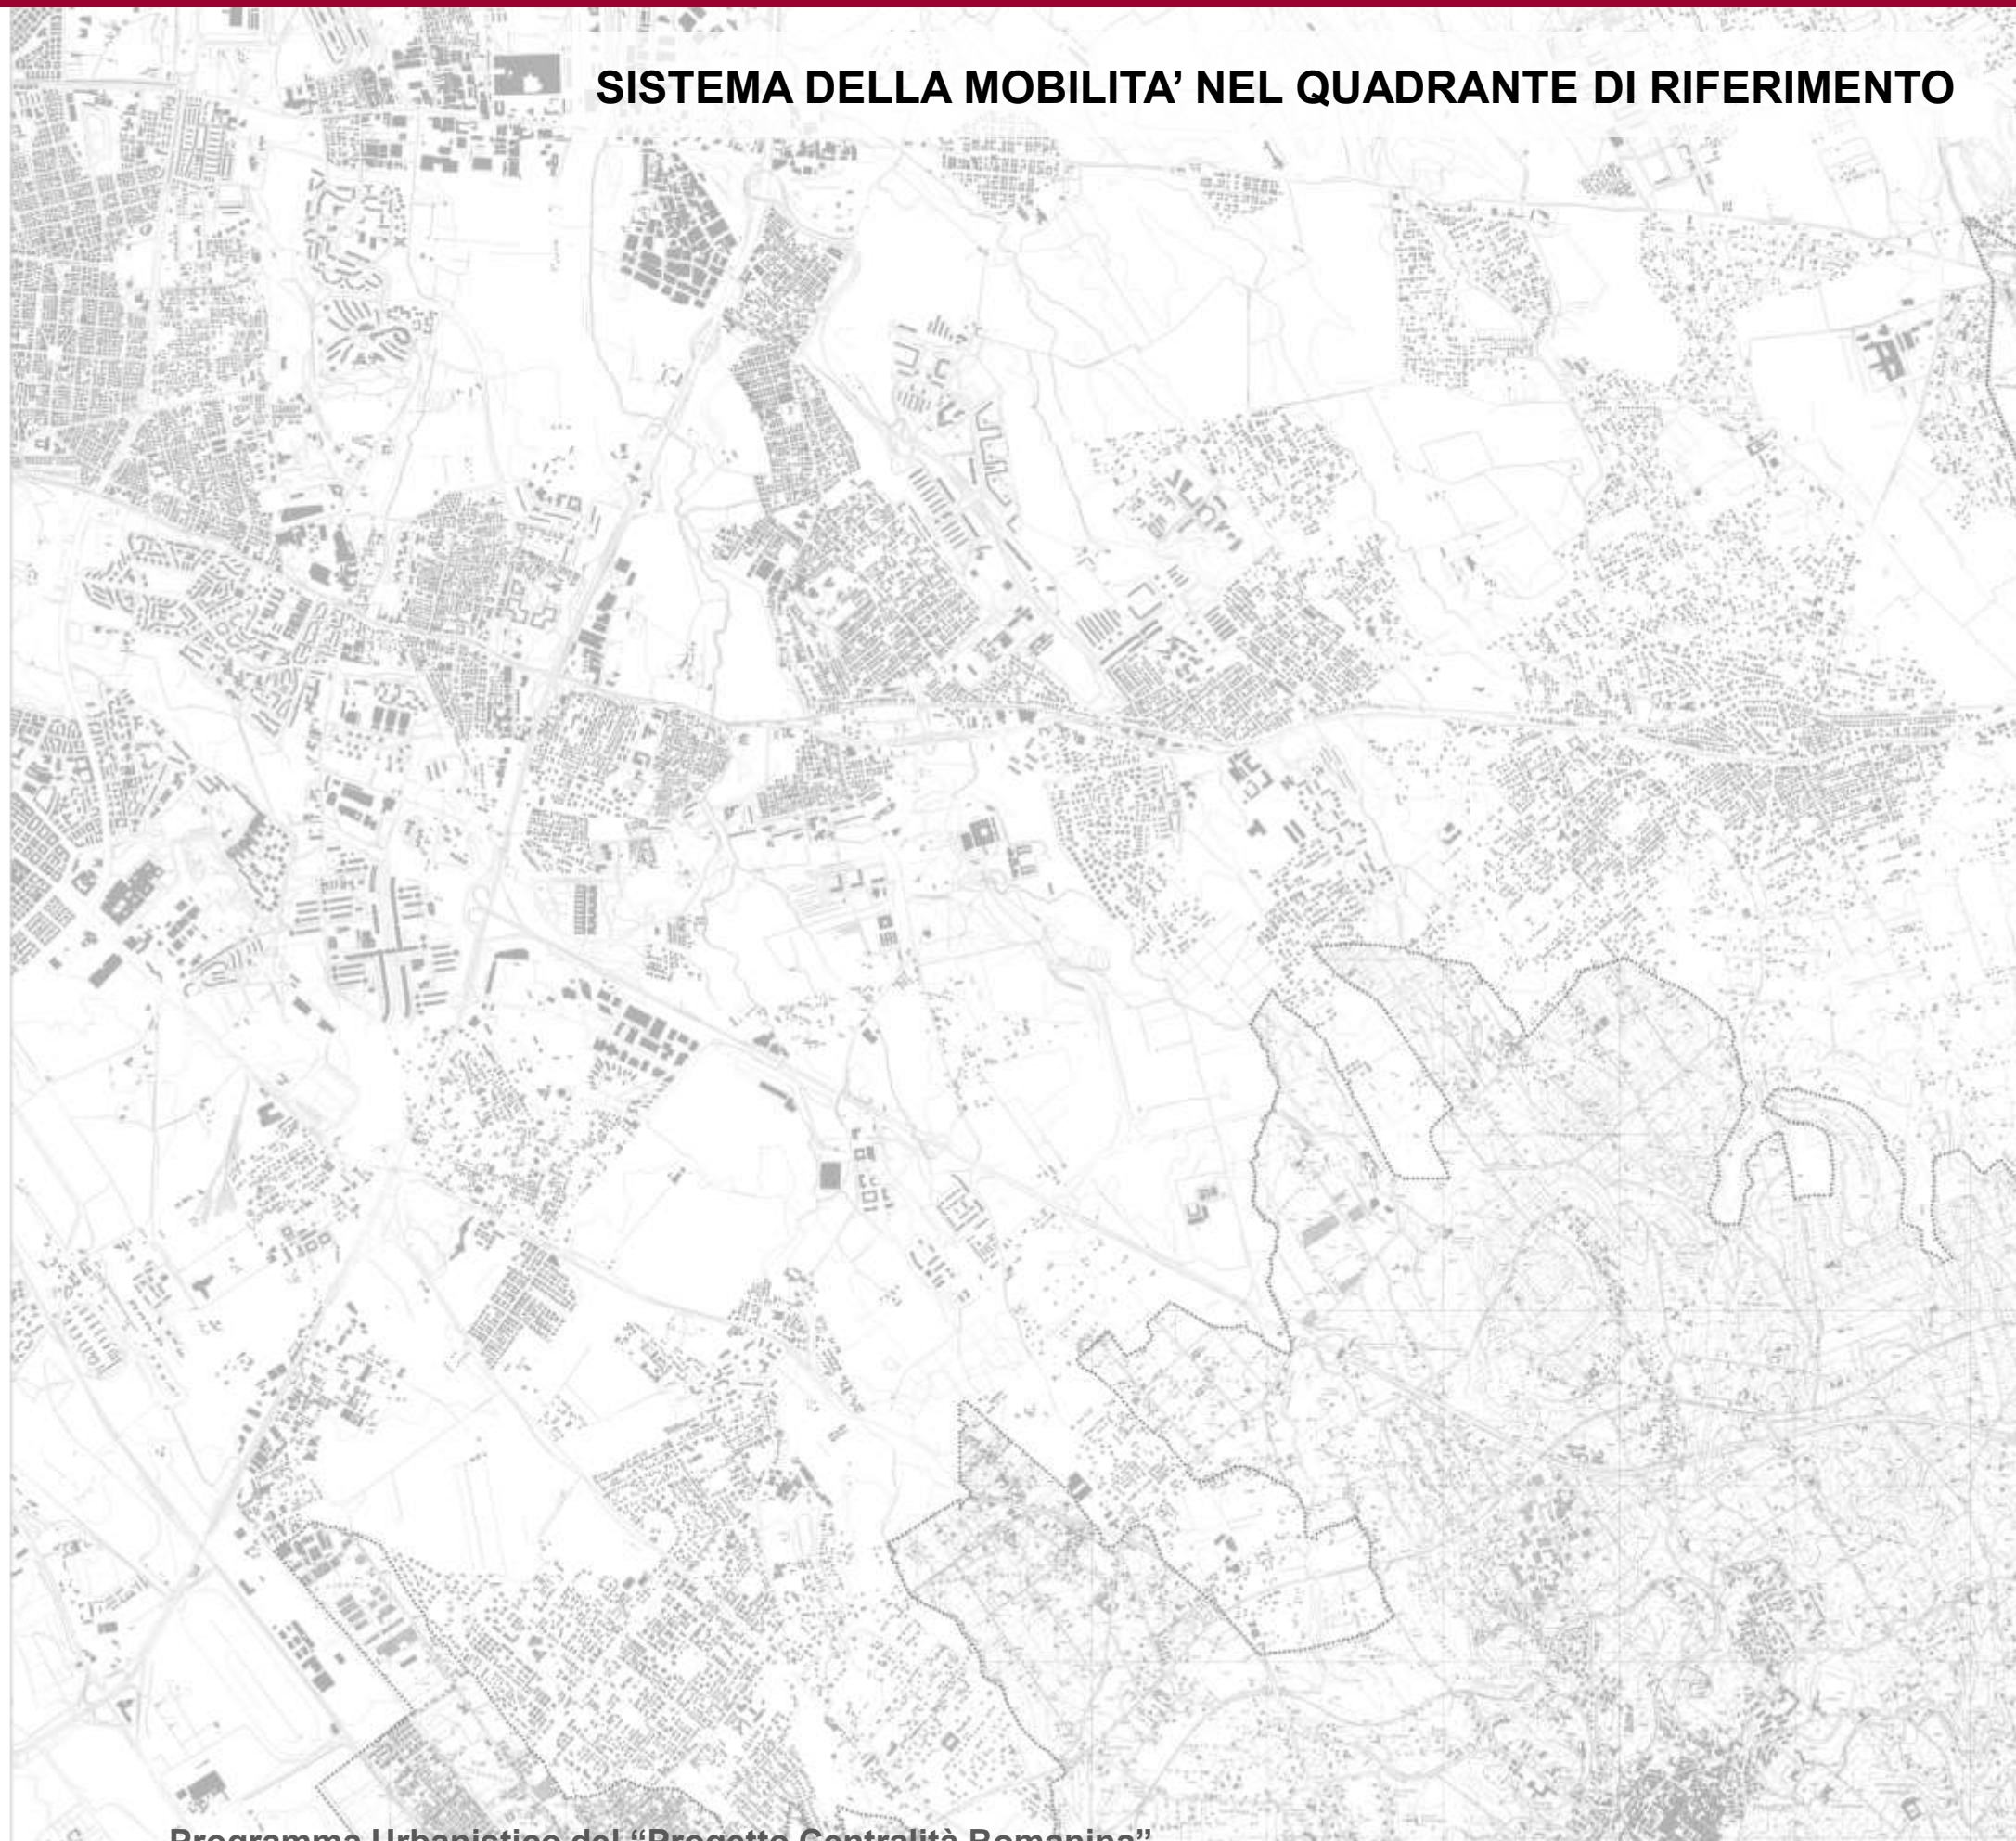 SISTEMA DELLA MOBILITA’ NEL QUADRANTE DI RIFERIMENTO
Programma Urbanistico del “Progetto Centralità Romanina”